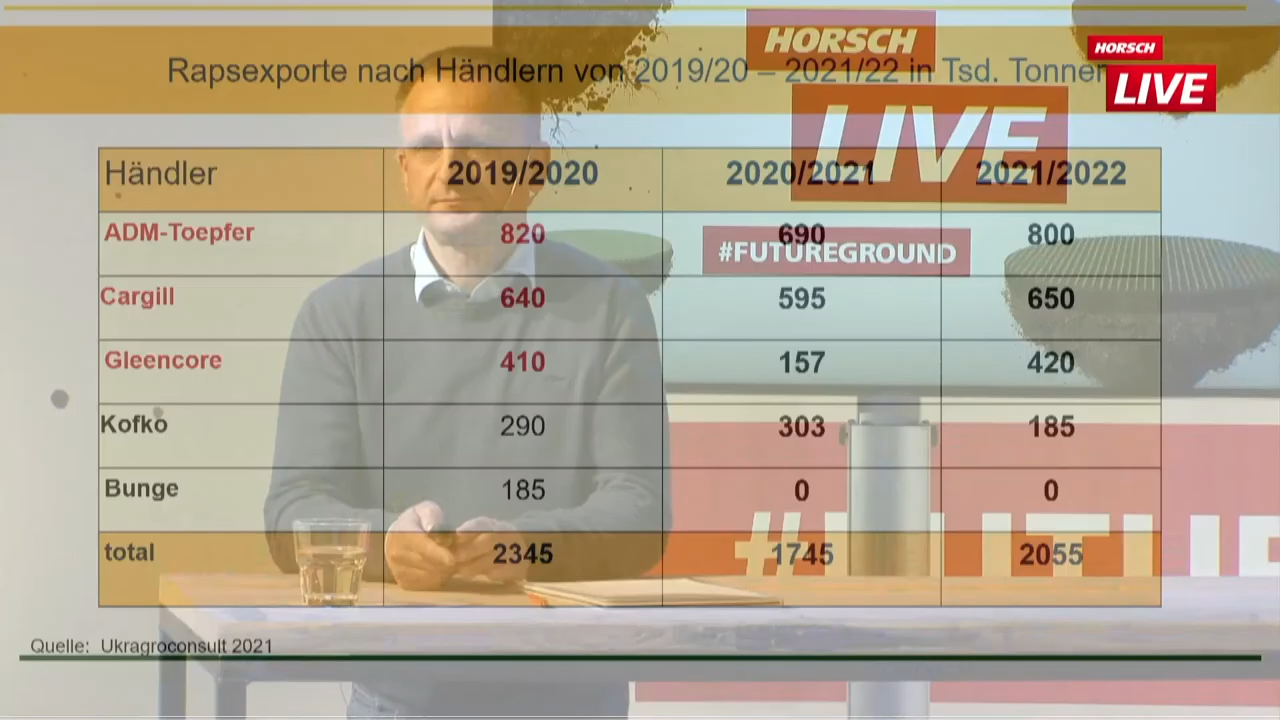 HORSCH
LIVE
HORSCH
LIVE
#FUTUREGROUND
Rapsexporte nach Händlern von 2019/20 – 2021/22 in Tsd. Tonnen
Händler 2019/2020 2020/2021 2021/2022
ADM-Toepfer 820 690 800
Cargill 640 595 650
Gleencore 410 157 420
Kofko 290 303 185
Bunge 185 0 0
total 2345 1745 2055
Quelle: Ukragroconsult 2021